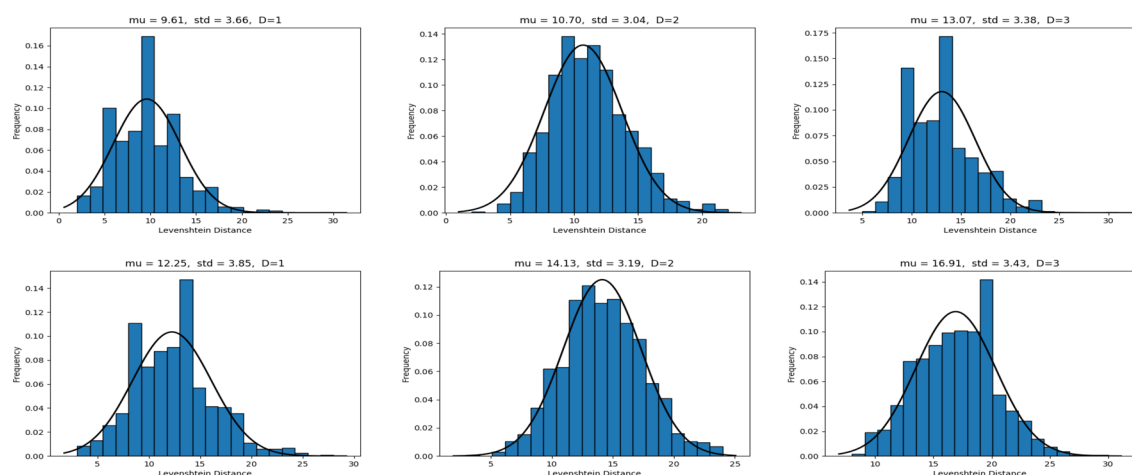 mu = 9.61, std = 3.66, D=1
Frequency
0.16
0.14
0.12
0.10
0.08
0.06
0.04
0.02
0.00
0 5 10 15 20 25 30
Levenshtein Distance
mu = 10.70, std = 3.04, D=2
Frequency
0.14
0.12
0.10
0.08
0.06
0.04
0.02
0.00
0 5 10 15 20
Levenshtein Distance
mu = 13.07, std = 3.38, D=3
Frequency
0.175
0.150
0.125
0.100
0.075
0.050
0.025
0.000
10 15 20 25 30
Levenshtein Distance
mu = 12.25, std = 3.85, D=1
Frequency
0.14
0.12
0.10
0.08
0.06
0.04
0.02
0.00
5 10 15 20 25 30
Levenshtein Distance
mu = 14.13, std = 3.19, D=2
Frequency
0.12
0.10
0.08
0.06
0.04
0.02
0.00
5 10 15 20 25
Levenshtein Distance
mu = 16.91, std = 3.43, D=3
Frequency
0.14
0.12
0.10
0.08
0.06
0.04
0.02
0.00
10 15 20 25 30
Levenshtein Distance